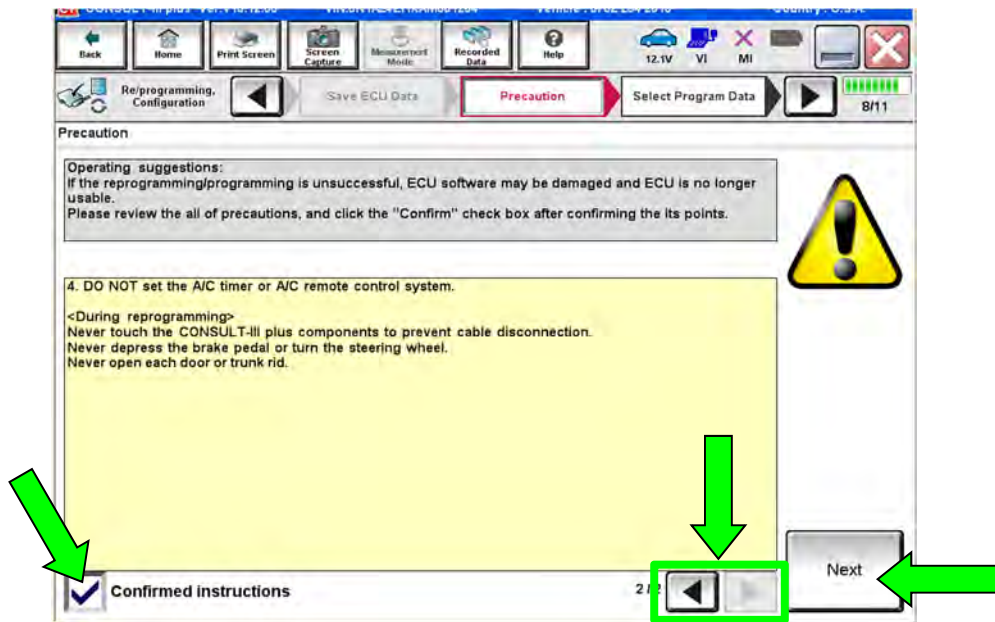 Back
Home
Print Screen
Screen
Capture
Measurement
Mode
Recorded
Data
Help
12.1V
VI
MI
Re/programming,
Configuration
Save ECU Data
Precaution
Select Program Data
8/11
Precaution
Operating suggestions:
If the reprogramming/programming is unsuccessful, ECU software may be damaged and ECU is no longer
usable.
Please review the all of precautions, and click the "Confirm" check box after confirming the its points.
4. DO NOT set the A/C timer or A/C remote control system.
<During reprogramming>
Never touch the CONSULT-III plus components to prevent cable disconnection.
Never depress the brake pedal or turn the steering wheel.
Never open each door or trunk rid.
Confirmed instructions
2/2
Next